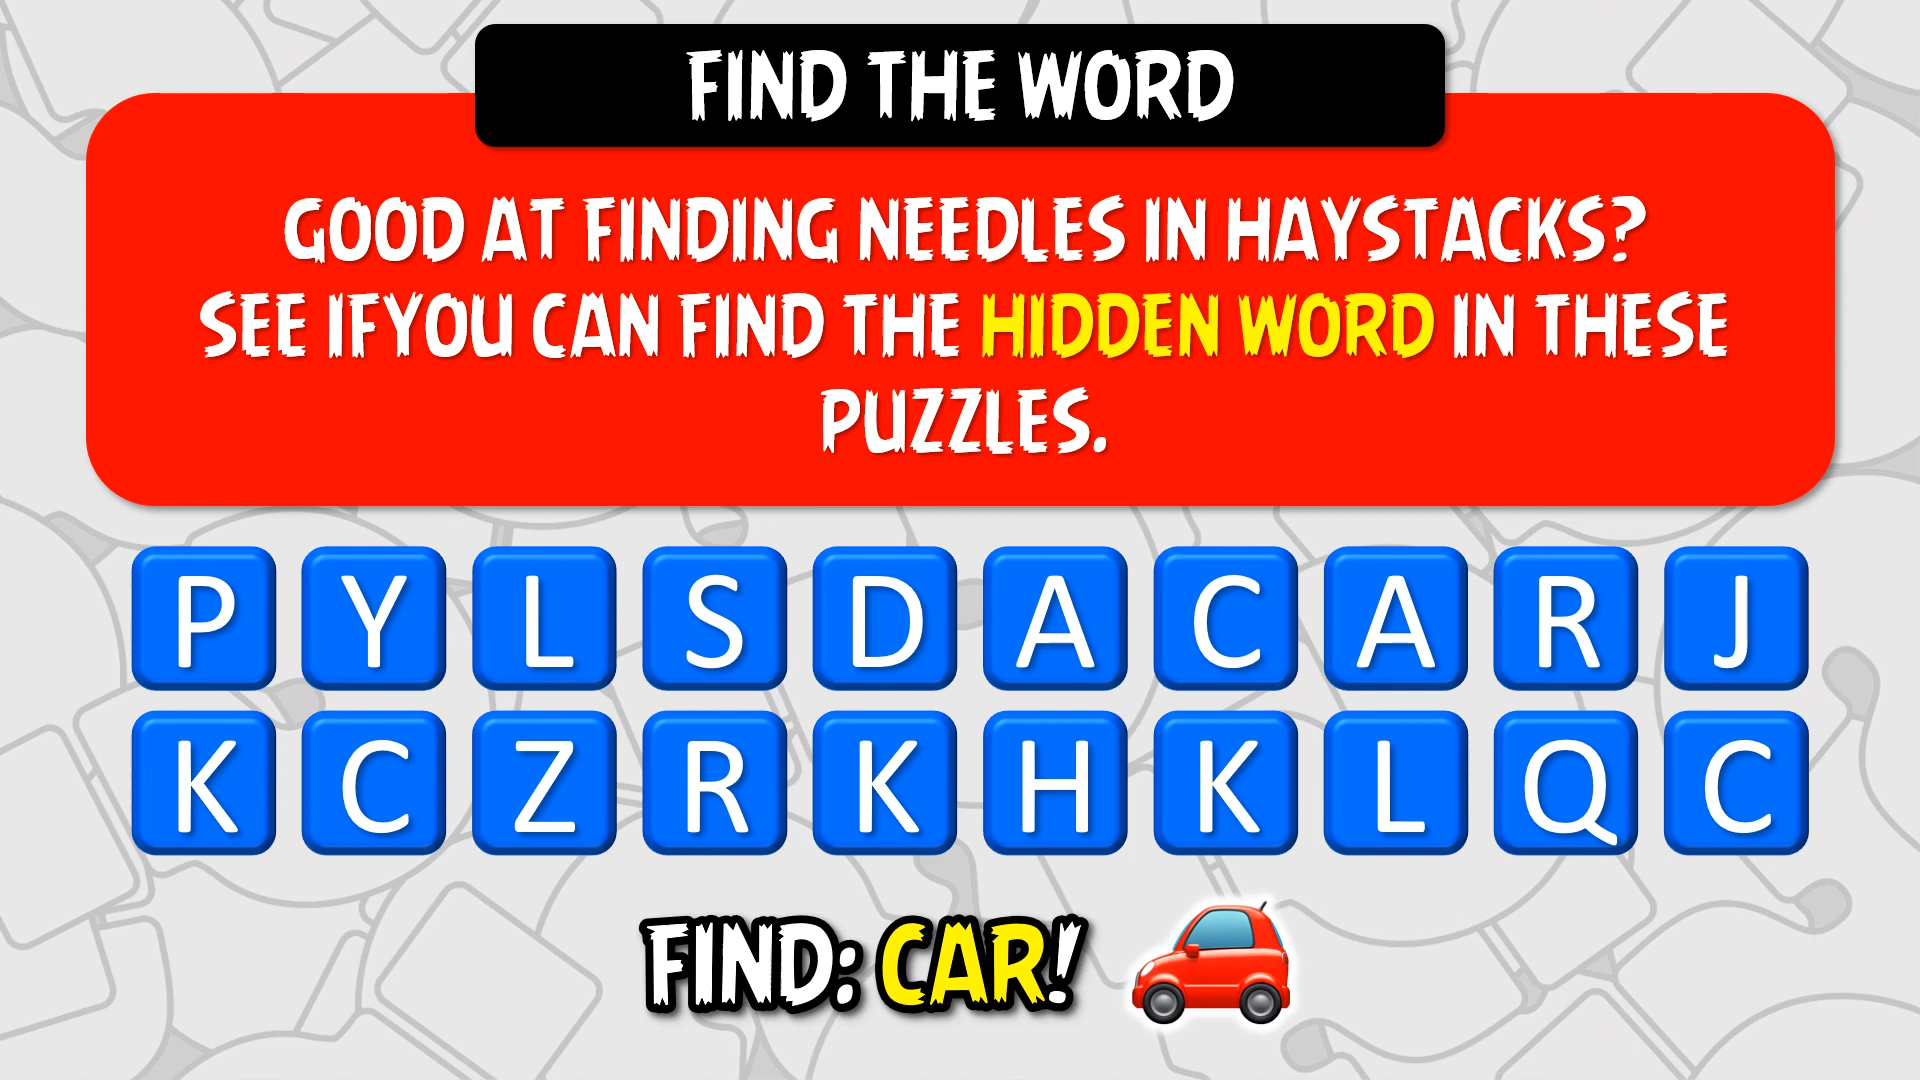 FIND THE WORD
GOOD AT FINDING NEEDLES IN HAYSTACKS?
SEE IFYOU CAN FIND THE HIDDEN WORD IN THESE
PUZZLES.
P Y L S D A C A R J
K C Z R K H K L Q C
FIND: CAR!